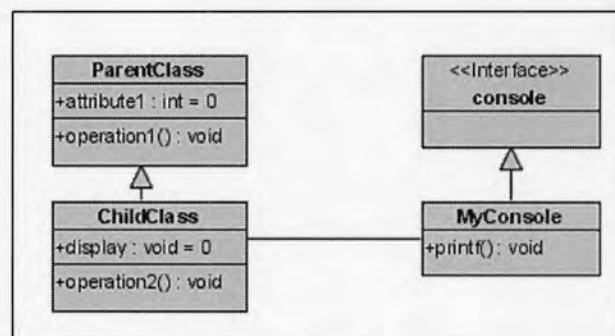 ParentClass
+attribute1 : int = 0
+operation1() : void
<<Interface>>
console
ChildClass
+display : void = 0
+operation2() : void
MyConsole
+printf() : void